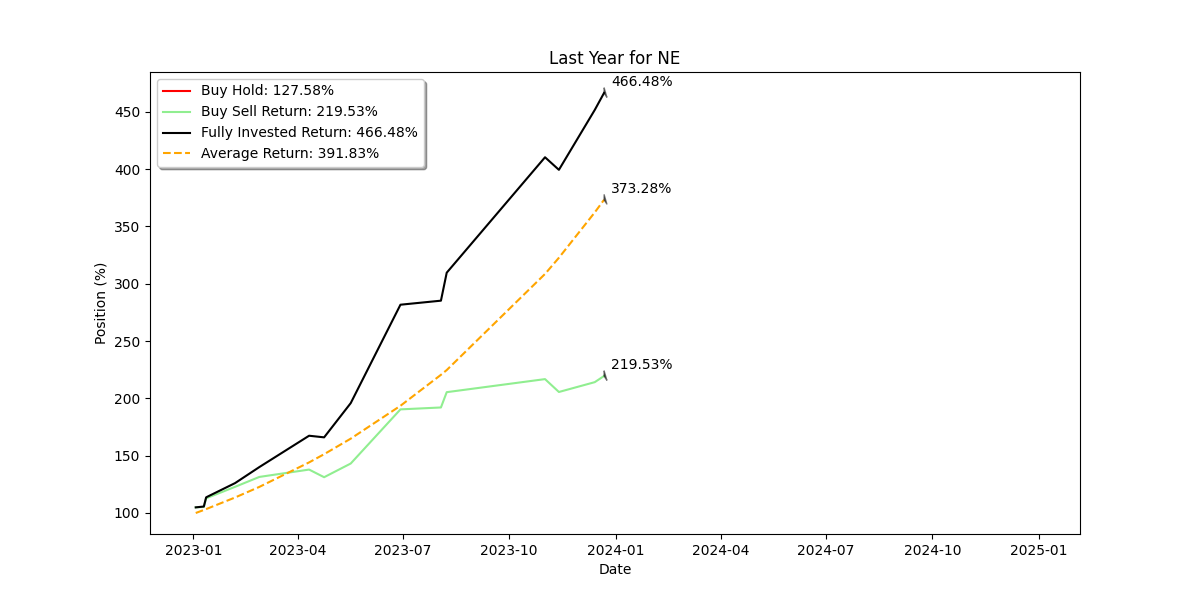 Last Year for NE
Buy Hold: 127.58%
Buy Sell Return: 219.53%
Fully Invested Return: 466.48%
Average Return: 391.83%
466.48%
373.28%
219.53%
Position (%)
450
400
350
300
250
200
150
100
2023-01
2023-04
2023-07
2023-10
2024-01
2024-04
2024-07
2024-10
2025-01
Date